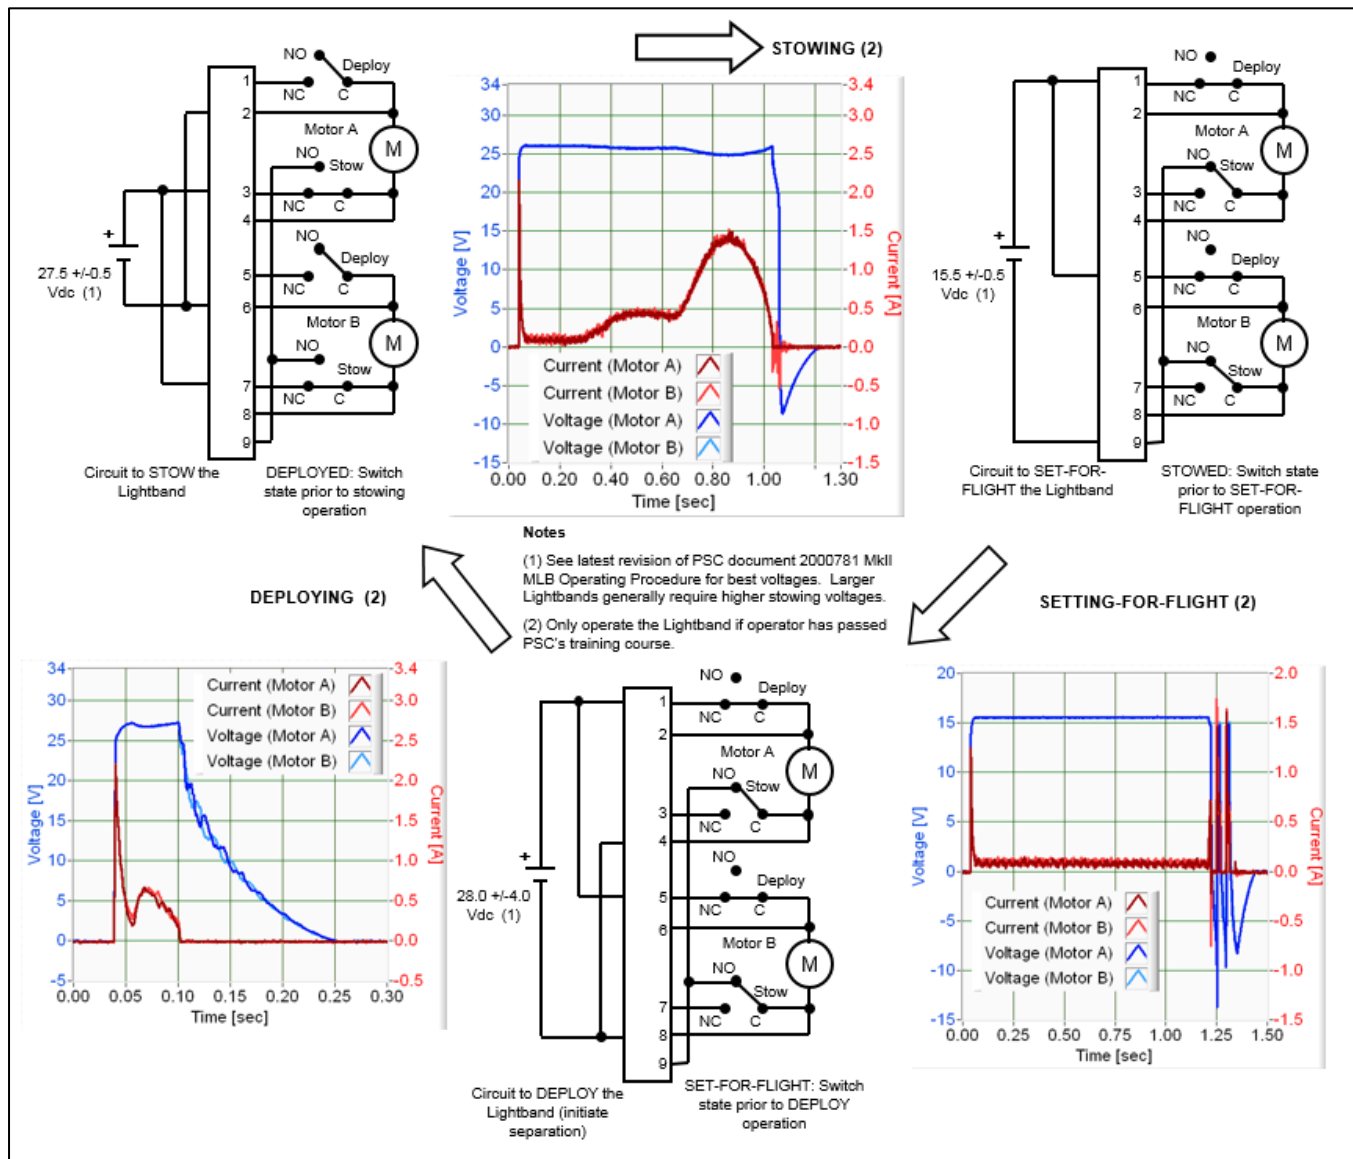 STOWING (2)
NO
Deploy
1
NC
C
2
Motor A
M
NO
Stow
3
NC
C
4
NO
Deploy
5
NC
C
6
Motor B
M
NO
Stow
7
NC
C
8
9
+
27.5 +/-0.5
Vdc (1)
Circuit to STOW the
Lightband
DEPLOYED: Switch
state prior to stowing
operation
34
30
25
20
15
10
5
0
-5
-10
-15
Voltage [V]
3.4
3.0
2.5
2.0
1.5
1.0
0.5
0.0
-0.5
-1.0
-1.5
Current [A]
Current (Motor A)
Current (Motor B)
Voltage (Motor A)
Voltage (Motor B)
0.00 0.20 0.40 0.60 0.80 1.00 1.30
Time [sec]
NO
Deploy
1
NC
C
2
Motor A
M
NO
Stow
3
NC
C
4
NO
Deploy
5
NC
C
6
Motor B
M
NO
Stow
7
NC
C
8
9
+
15.5 +/-0.5
Vdc (1)
Circuit to SET-FOR-
FLIGHT the Lightband
STOWED: Switch state
prior to SET-FOR-
FLIGHT operation
Notes
(1) See latest revision of PSC document 2000781 MkII
MLB Operating Procedure for best voltages. Larger
Lightbands generally require higher stowing voltages.
(2) Only operate the Lightband if operator has passed
PSC's training course.
DEPLOYING (2)
SETTING-FOR-FLIGHT (2)
34
30
25
20
15
10
5
0
-5
Voltage [V]
3.4
3.0
2.5
2.0
1.5
1.0
0.5
-0.0
-0.5
Current [A]
Current (Motor A)
Current (Motor B)
Voltage (Motor A)
Voltage (Motor B)
0.00 0.05 0.10 0.15 0.20 0.25 0.30
Time [sec]
NO
Deploy
1
NC
C
2
Motor A
M
NO
Stow
3
NC
C
4
NO
Deploy
5
NC
C
6
Motor B
M
NO
Stow
7
NC
C
8
9
+
28.0 +/-4.0
Vdc (1)
Circuit to DEPLOY the
Lightband (initiate
separation)
SET-FOR-FLIGHT: Switch
state prior to DEPLOY
operation
20
15
10
5
0
-5
-10
-15
Voltage [V]
2.0
1.5
1.0
0.5
0.0
-0.5
-1.0
-1.5
Current [A]
Current (Motor A)
Current (Motor B)
Voltage (Motor A)
Voltage (Motor B)
0.00 0.25 0.50 0.75 1.00 1.25 1.50
Time [sec]